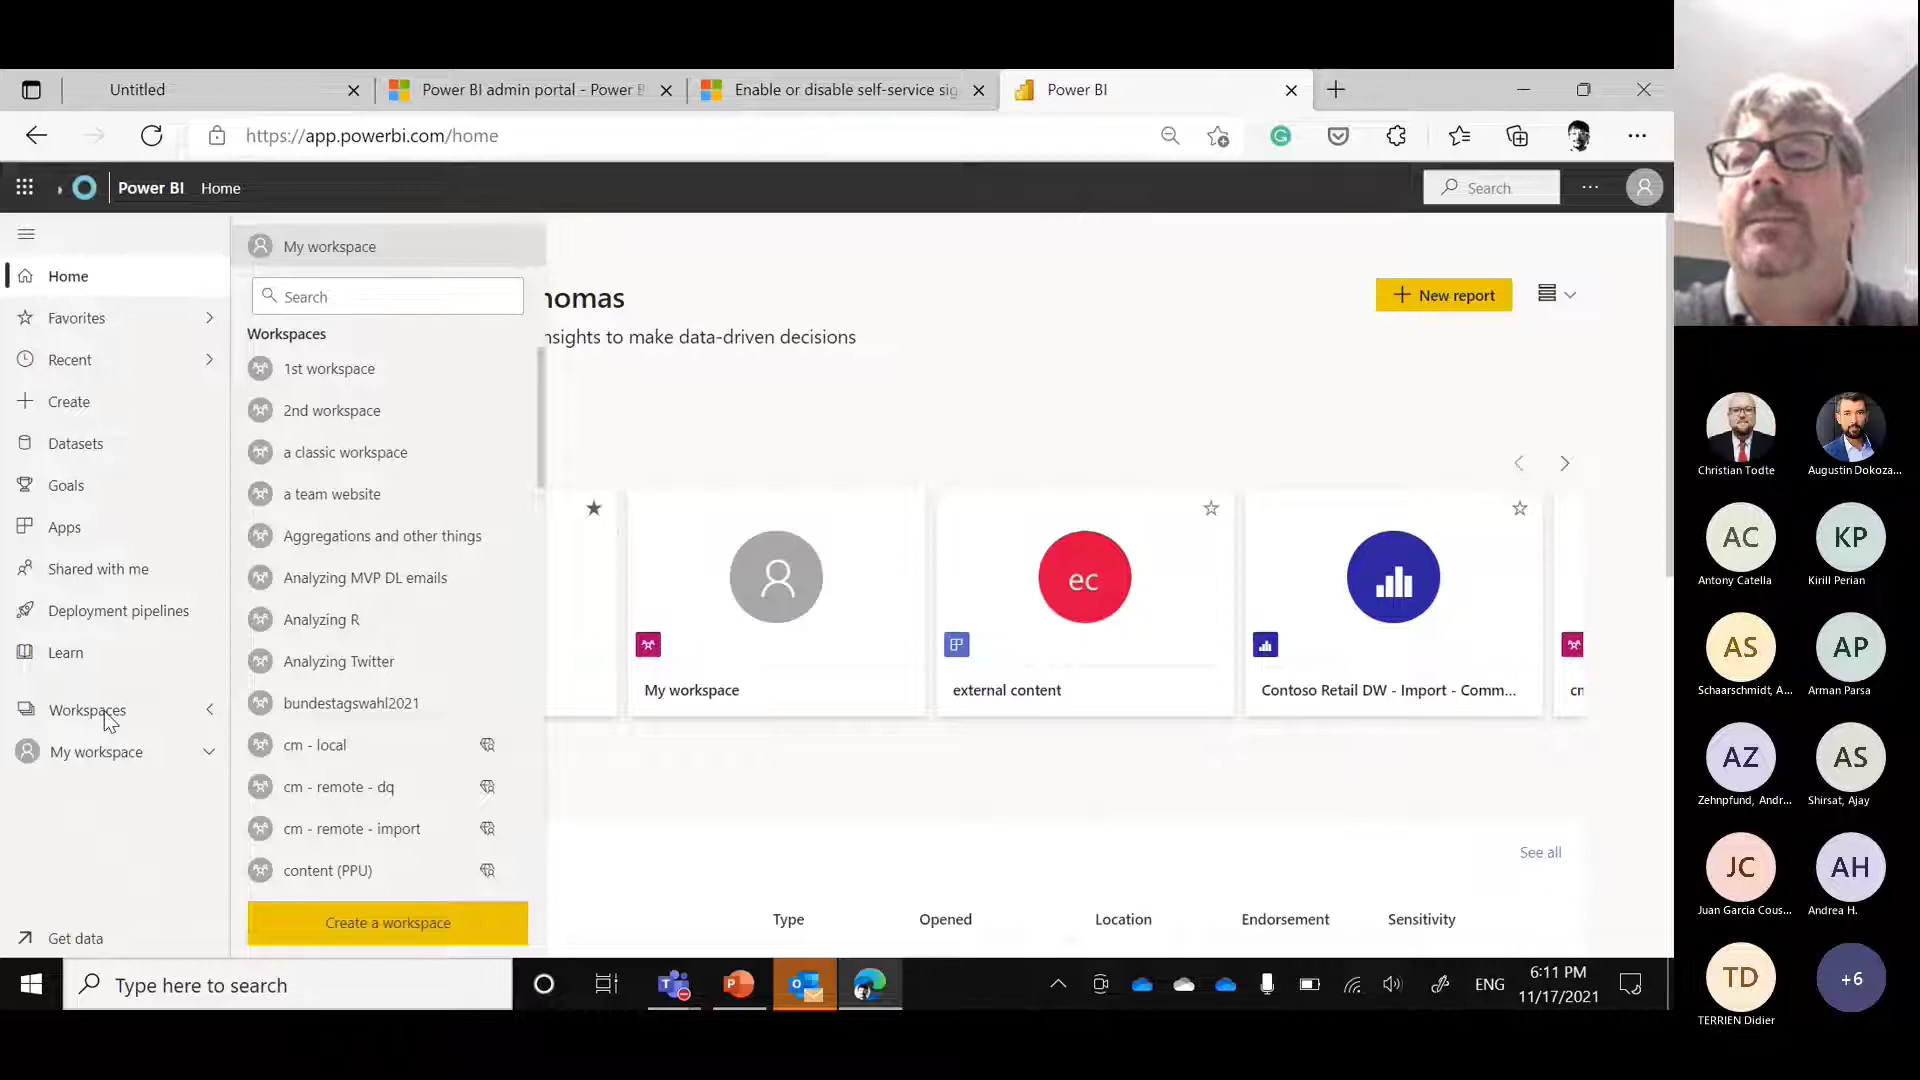 Untitled
Power BI admin portal - Power B
Enable or disable self-service sig
Power BI
https://app.powerbi.com/home
Power BI
Home
Search
Home
Favorites
Recent
Create
Datasets
Goals
Apps
Shared with me
Deployment pipelines
Learn
Workspaces
My workspace
Get data
My workspace
Search
Workspaces
1st workspace
2nd workspace
a classic workspace
a team website
Aggregations and other things
Analyzing MVP DL emails
Analyzing R
Analyzing Twitter
bundestagswahl2021
cm - local
cm - remote - dq
cm - remote - import
content (PPU)
Create a workspace
homas
nsights to make data-driven decisions
New report
My workspace
ec
external content
Contoso Retail DW - Import - Comm...
cm
See all
Type
Opened
Location
Endorsement
Sensitivity
Type here to search
ENG
6:11 PM
11/17/2021
Christian Todte
Augustin Dokoza...
AC
Antony Catella
KP
Kirill Perian
AS
Schaarschmidt, A...
AP
Arman Parsa
AZ
Zehnpfund, Andr...
AS
Shirsat, Ajay
JC
Juan Garcia Cous...
AH
Andrea H.
TD
TERRIEN Didier
+6